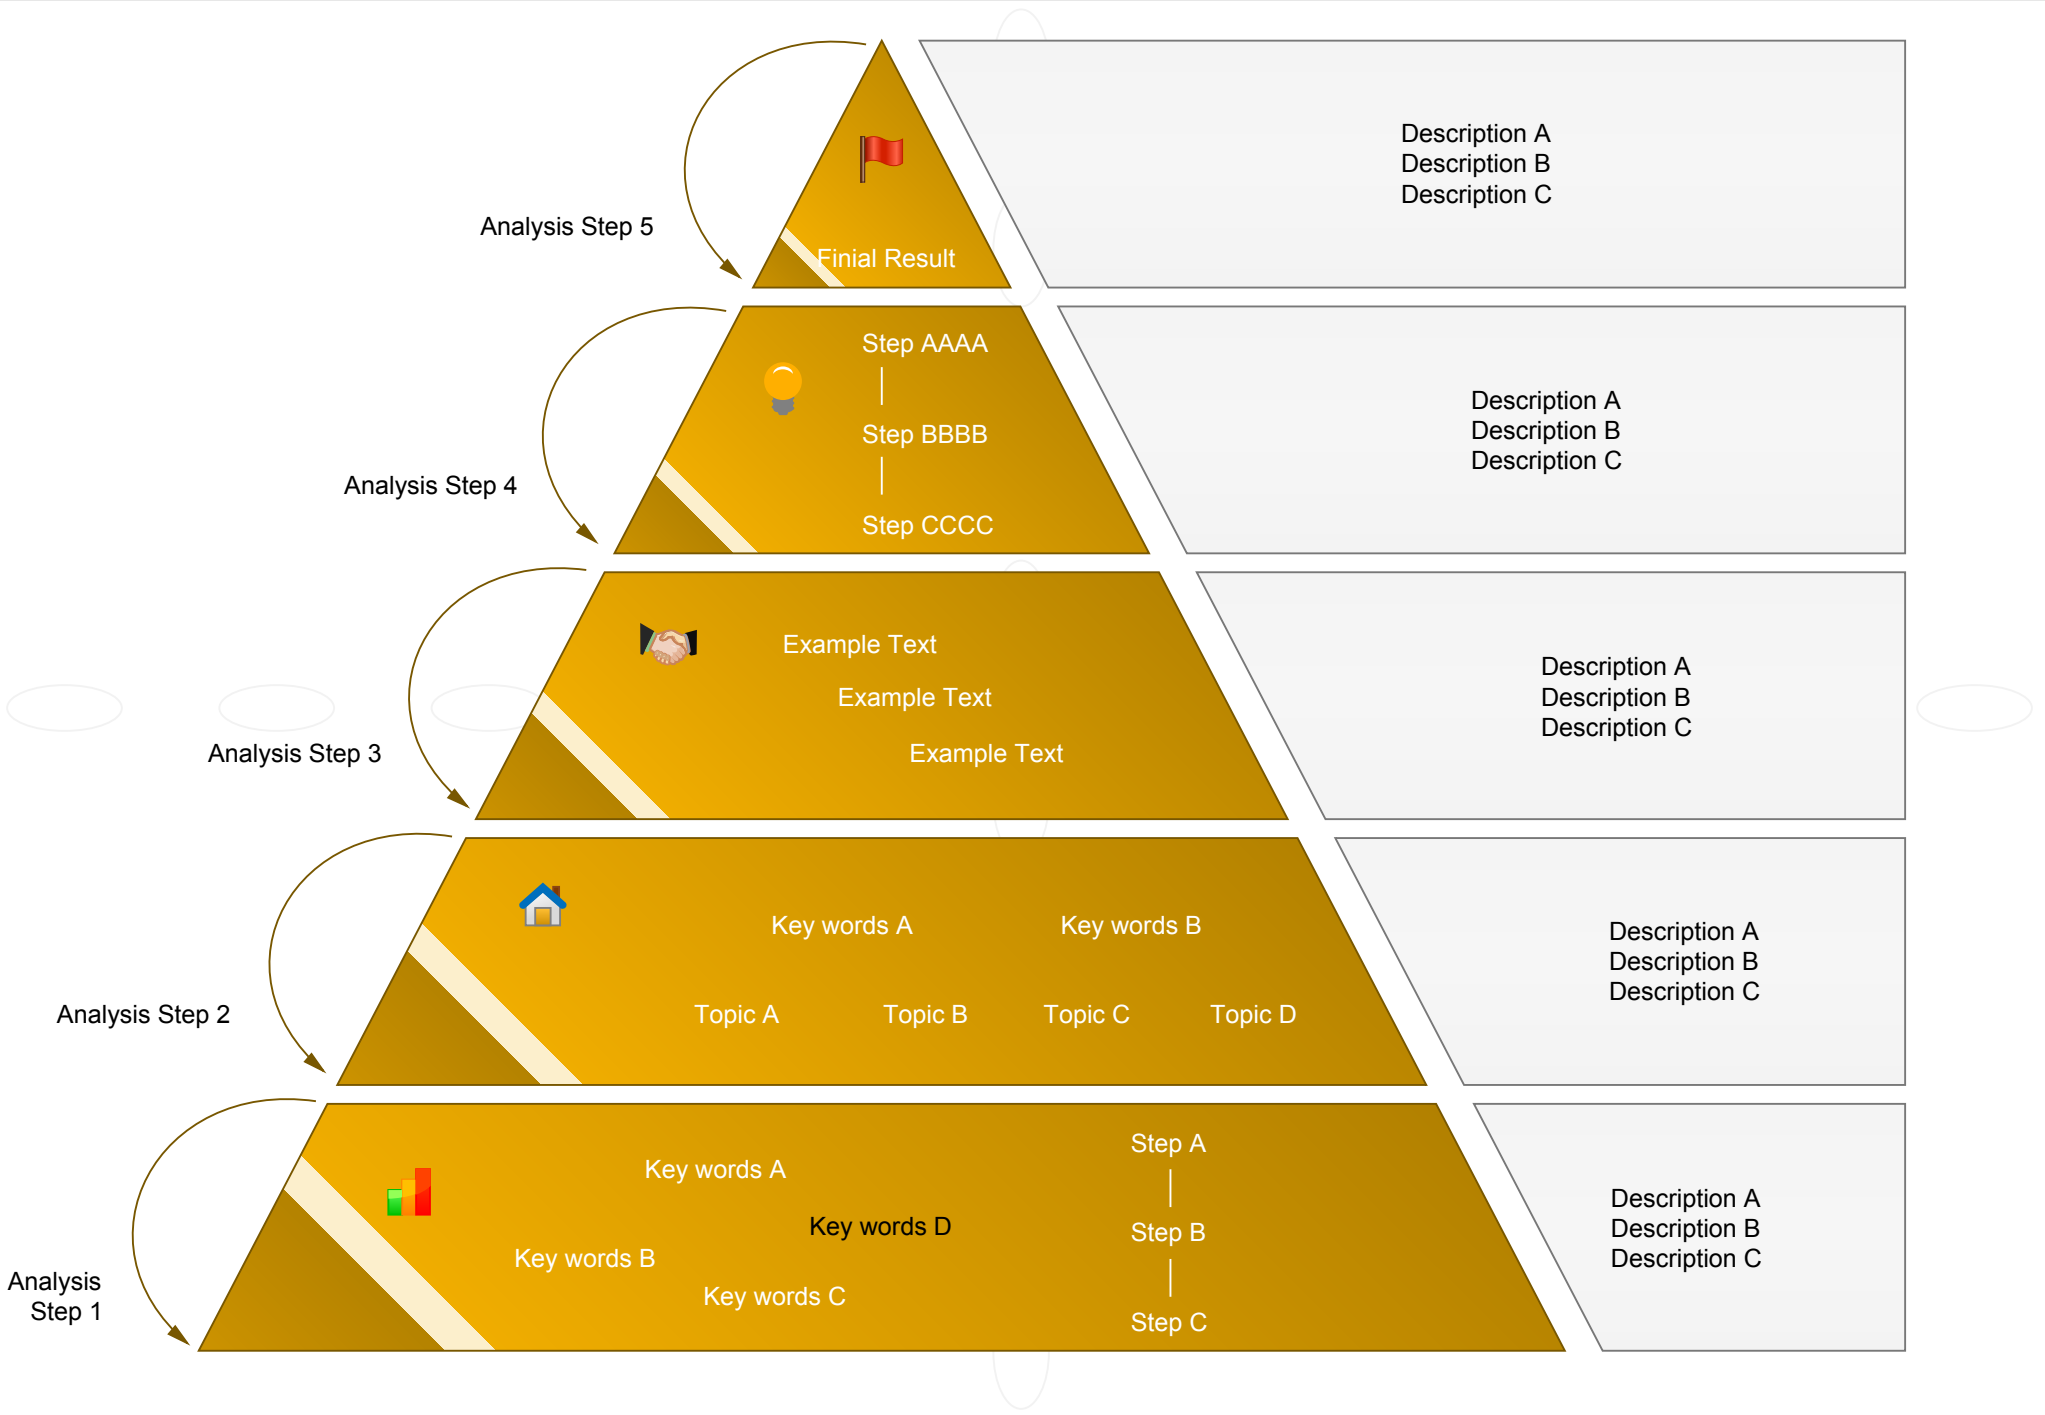 Description A
Description B
Description C
Analysis Step 5
Finial Result
Step AAAA
Description A
Step BBBB
Description B
Description C
Analysis Step 4
Step CCCC
Example Text
Description A
Example Text
Description B
Description C
Analysis Step 3
Example Text
Key words A
Key words B
Description A
Description B
Description C
Analysis Step 2
Topic A
Topic B
Topic C
Topic D
Step A
Key words A
Description A
Key words D
Step B
Description B
Key words B
Description C
Analysis
Step 1
Key words C
Step C